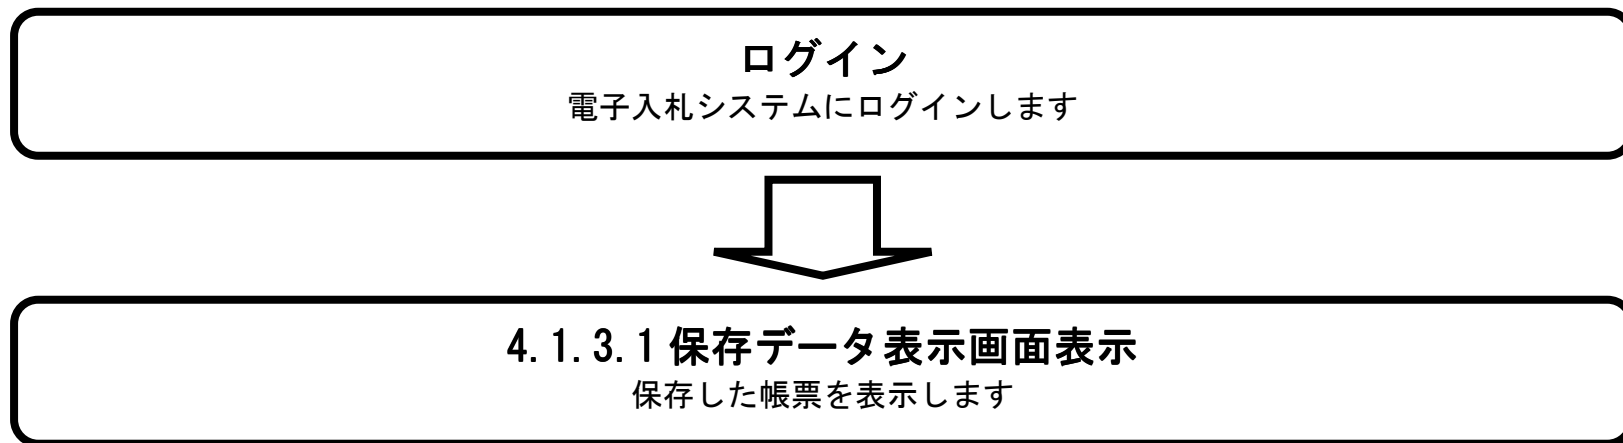 ログイン
電子入札システムにログインします
4.1.3.1保存データ表示画面表示
保存した帳票を表示します